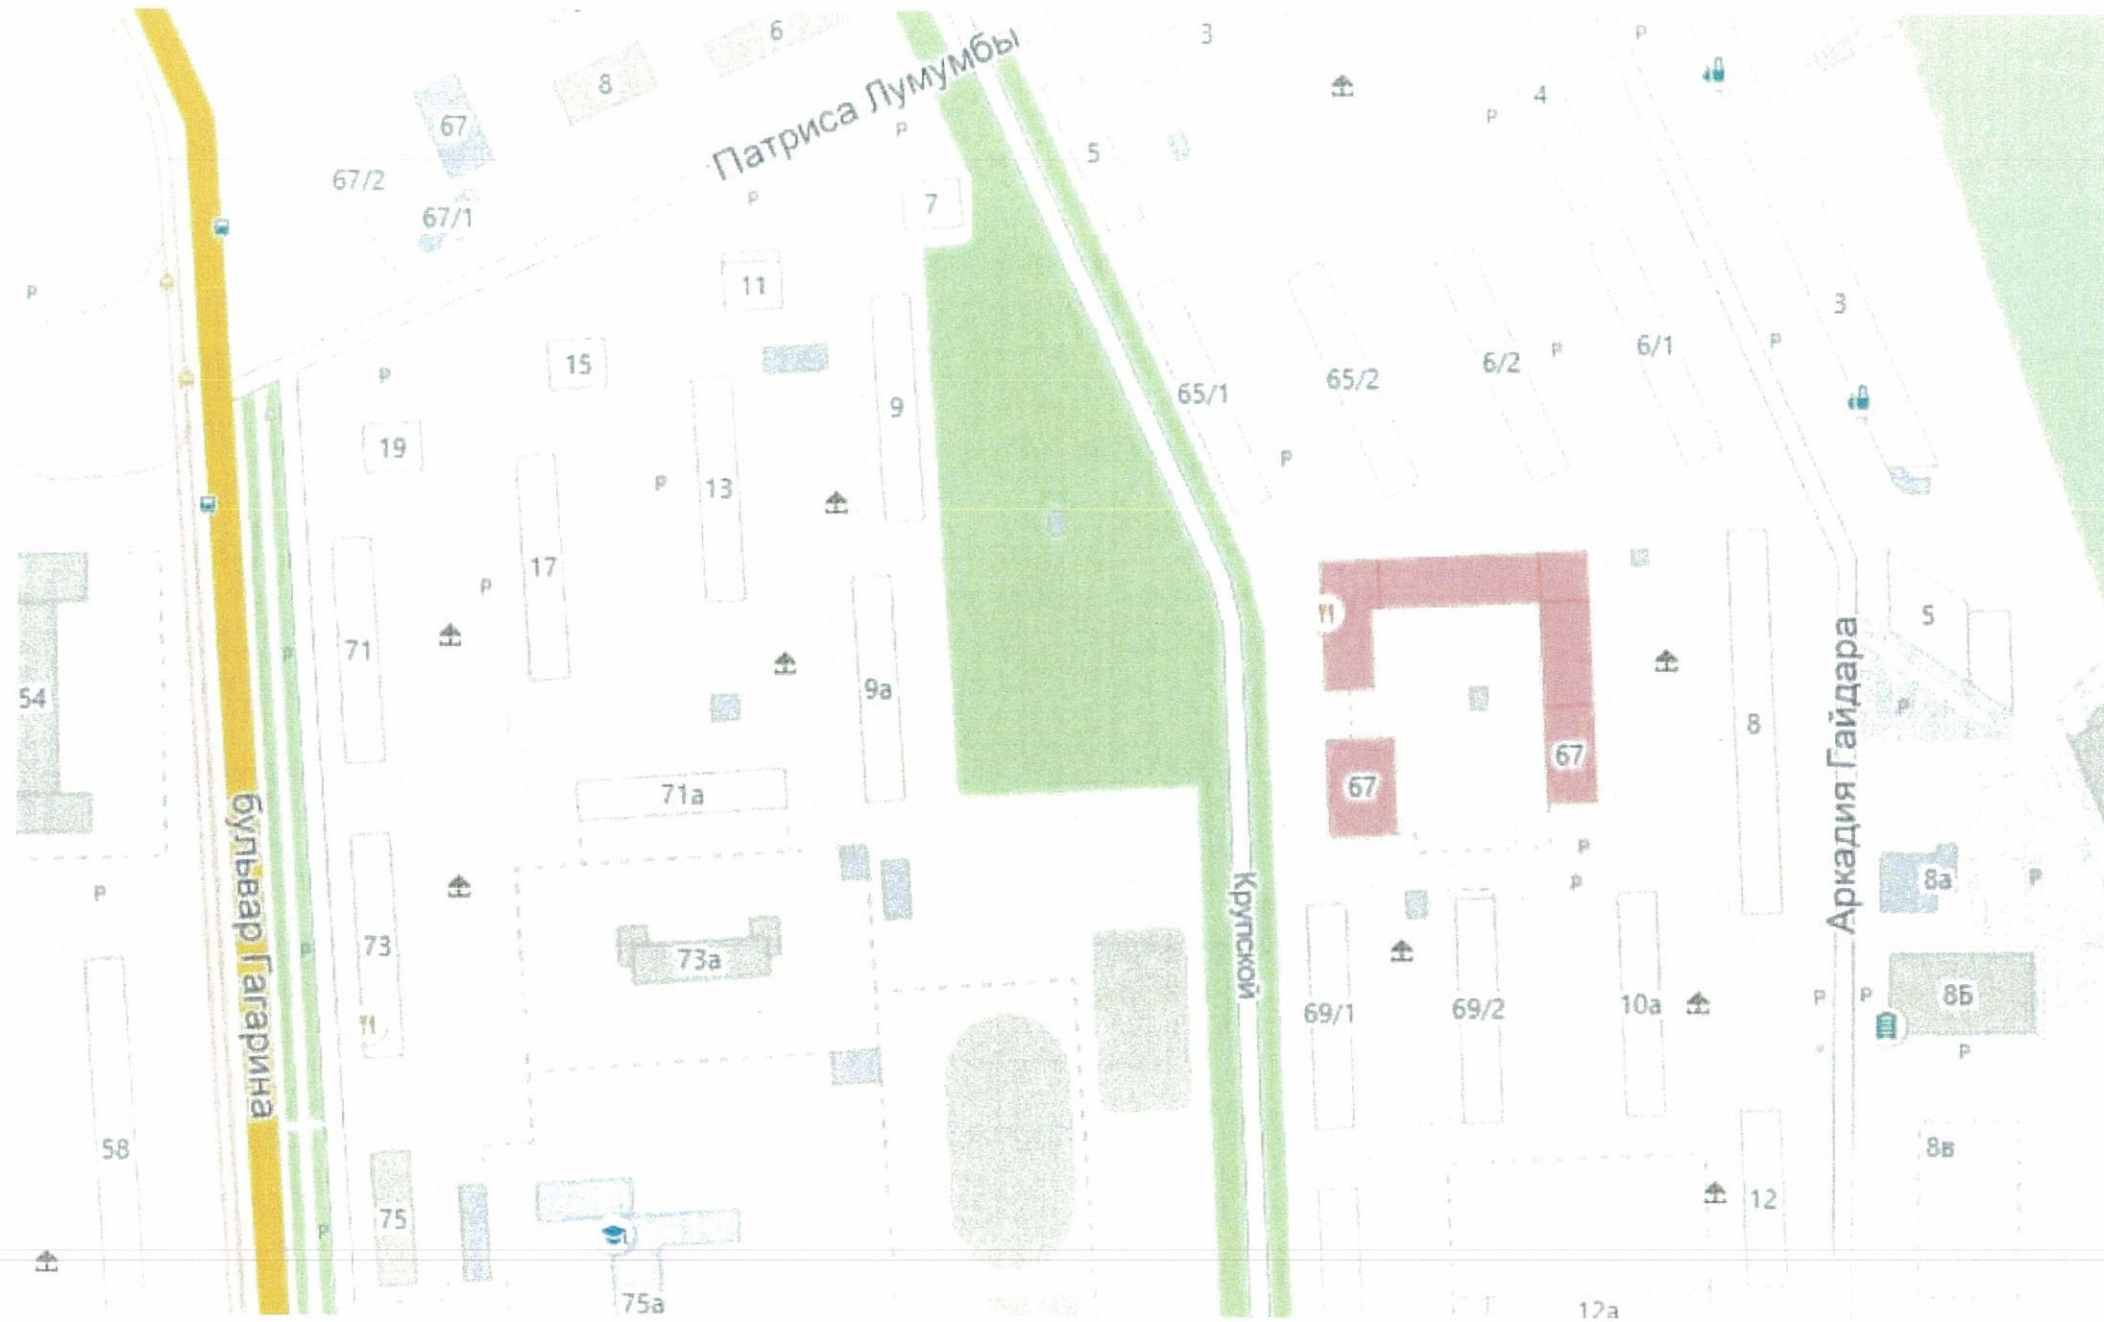 6
8
3
Патриса Лумумбы
4
67
P
P
P
5
67/2
P
7
67/1
11
P
3
15
P
P
6/1
P
6/2
65/2
65/1
9
19
P
P
13
17
P
71
P
5
54
67
9а
8
P
67
71а
Аркадия Гайдара
бульвар Гагарина
P
P
8а
P
P
Крупской
73
P
73а
69/1
69/2
10а
P
P
8Б
P
58
8в
12
75
P
75а
12а